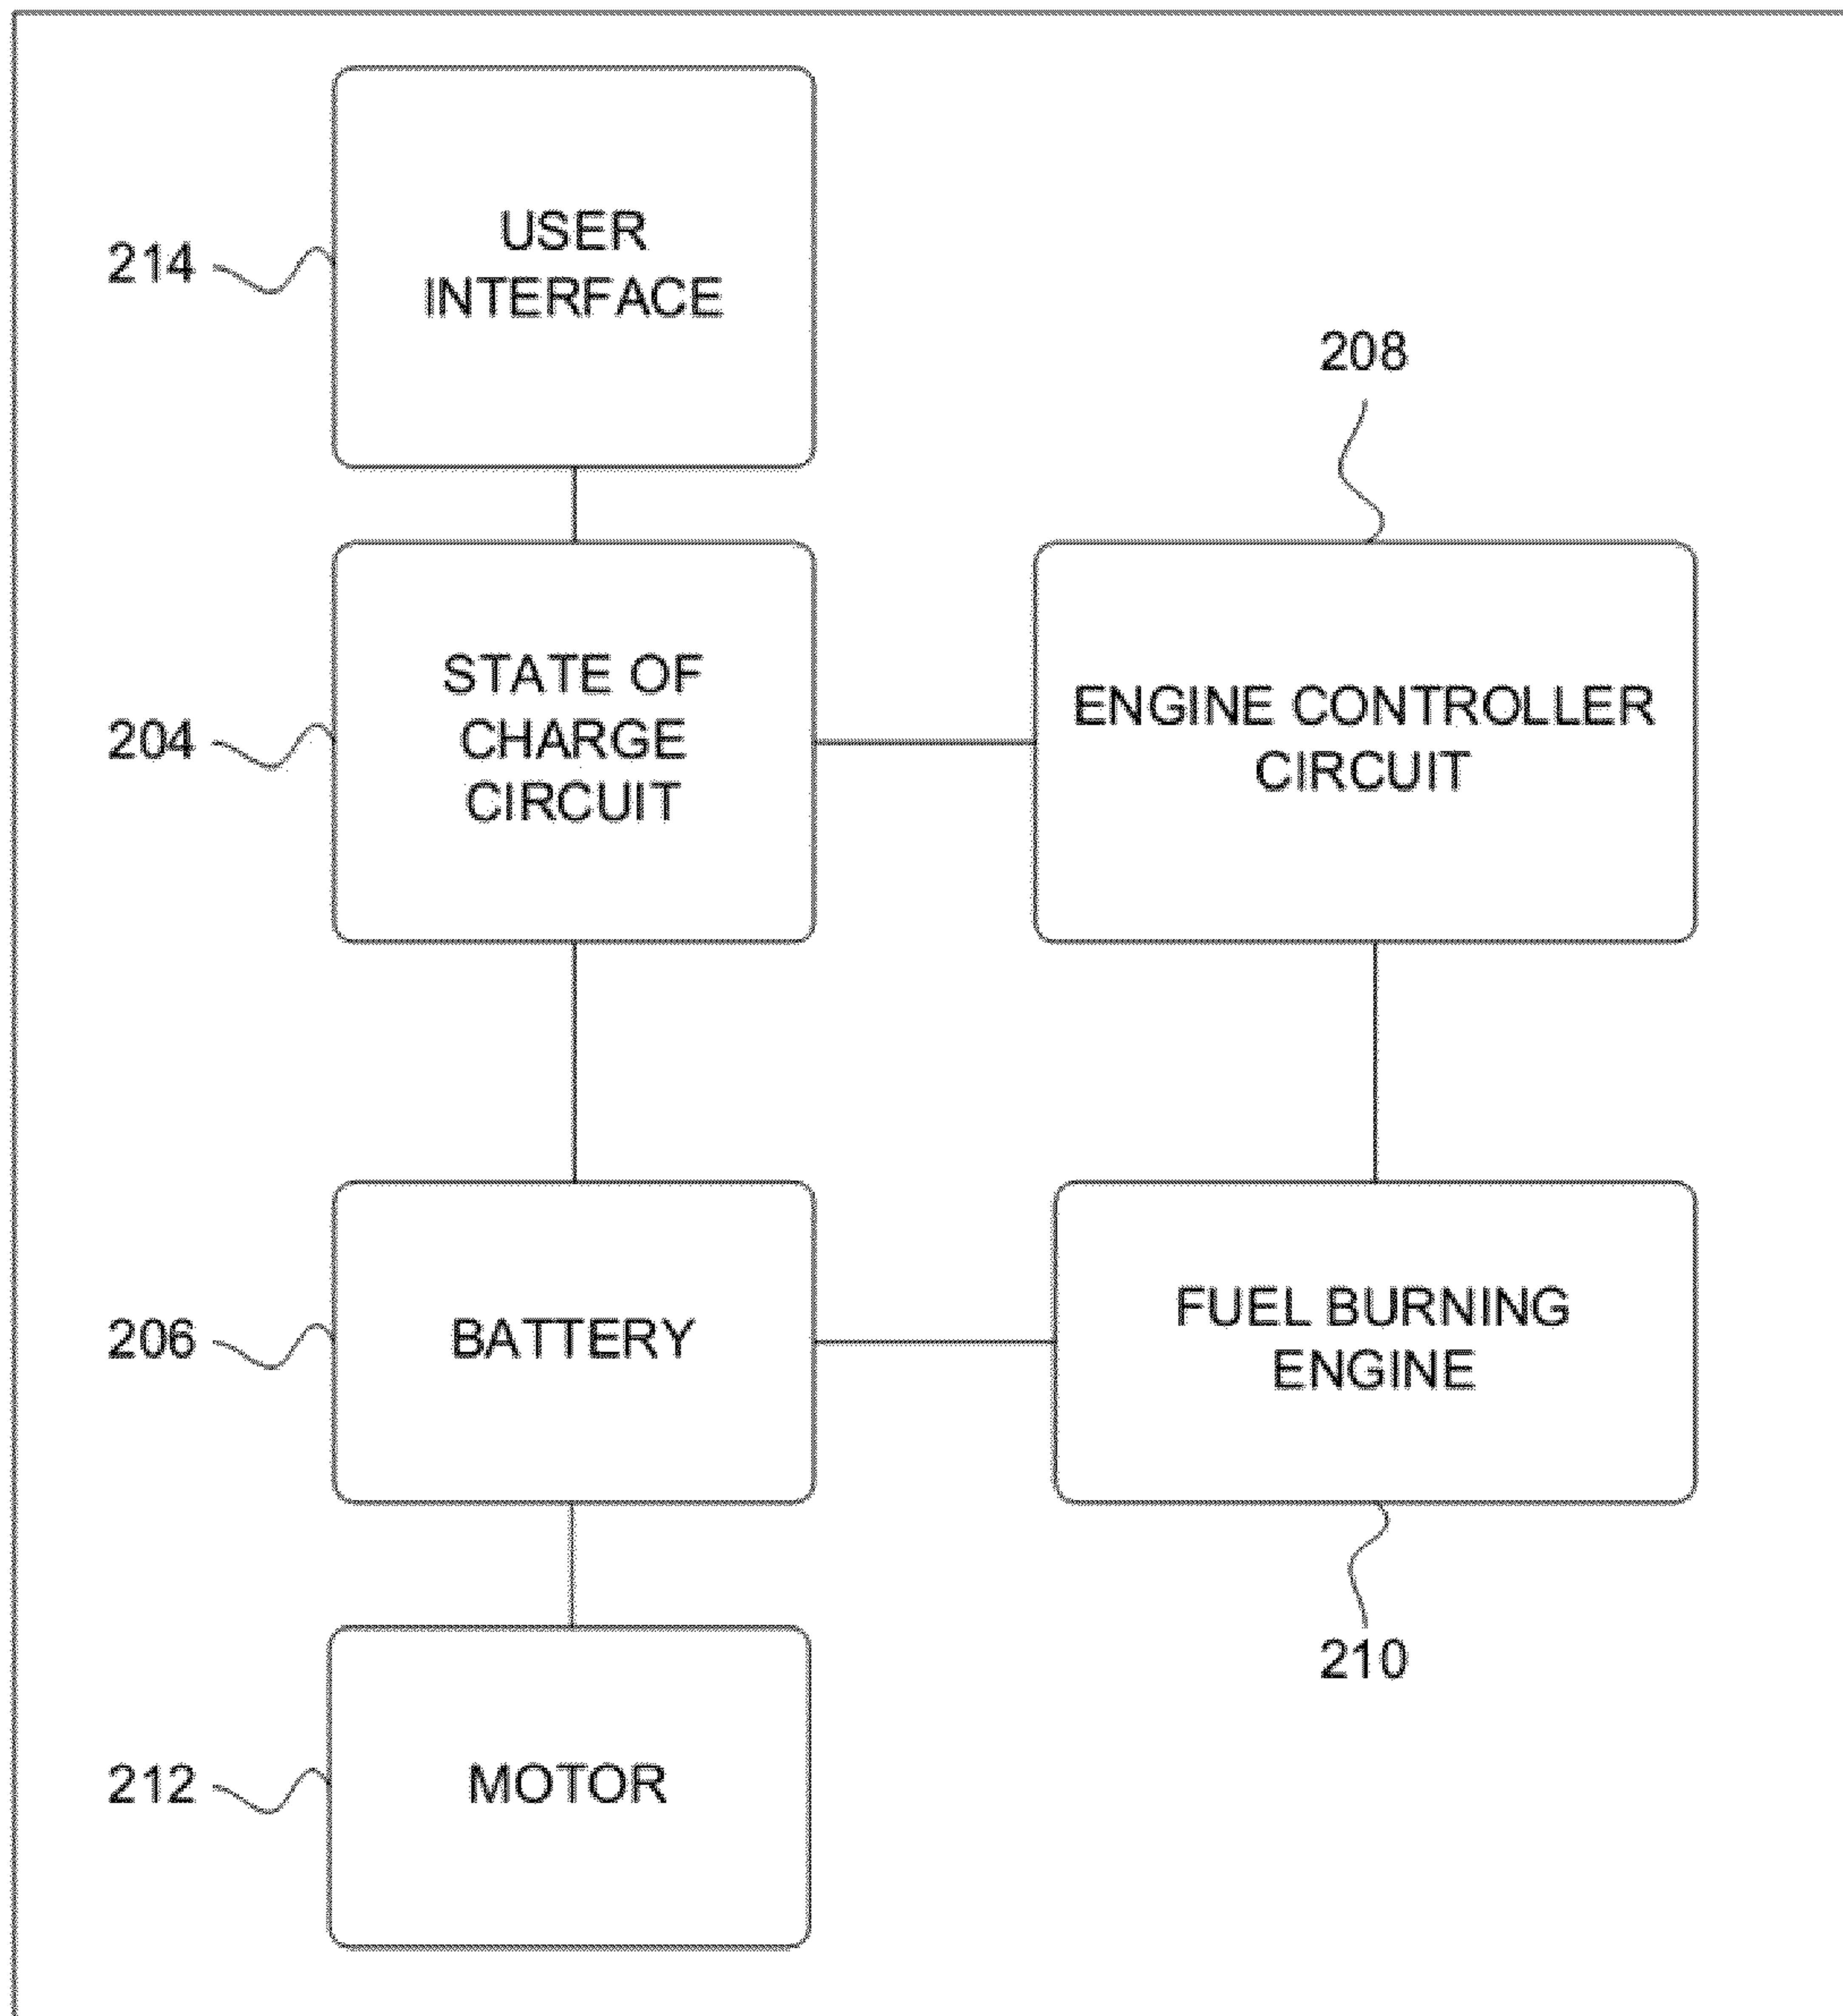 USER
INTERFACE
214
208
STATE OF
CHARGE
CIRCUIT
204
ENGINE CONTROLLER
CIRCUIT
BATTERY
206
FUEL BURNING
ENGINE
210
MOTOR
212